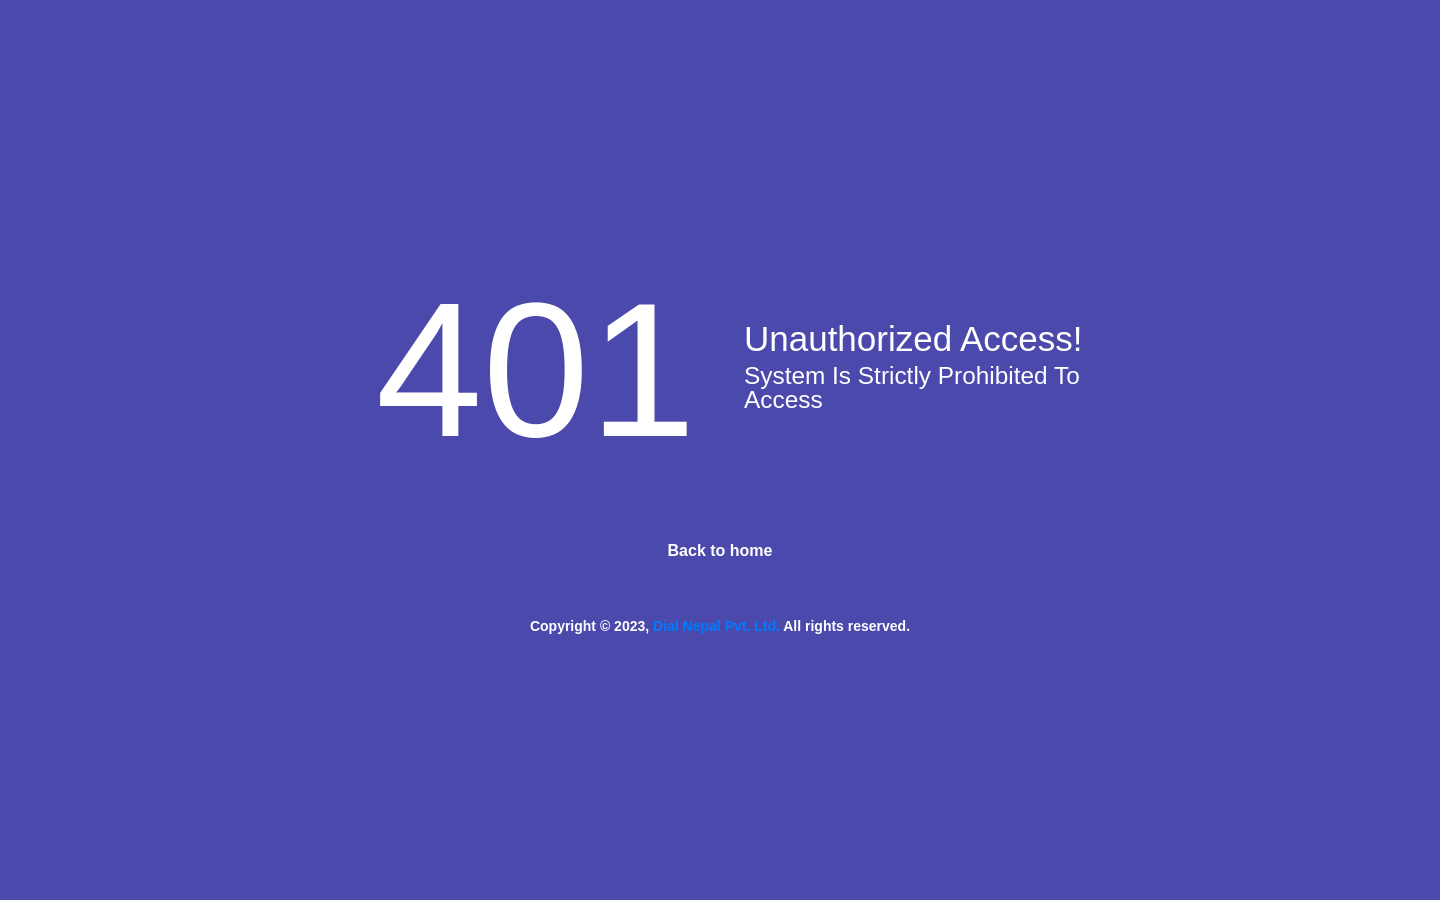 401
Unauthorized Access!
System Is Strictly Prohibited To
Access
Back to home
Copyright © 2023, Dial Nepal Pvt. Ltd. All rights reserved.